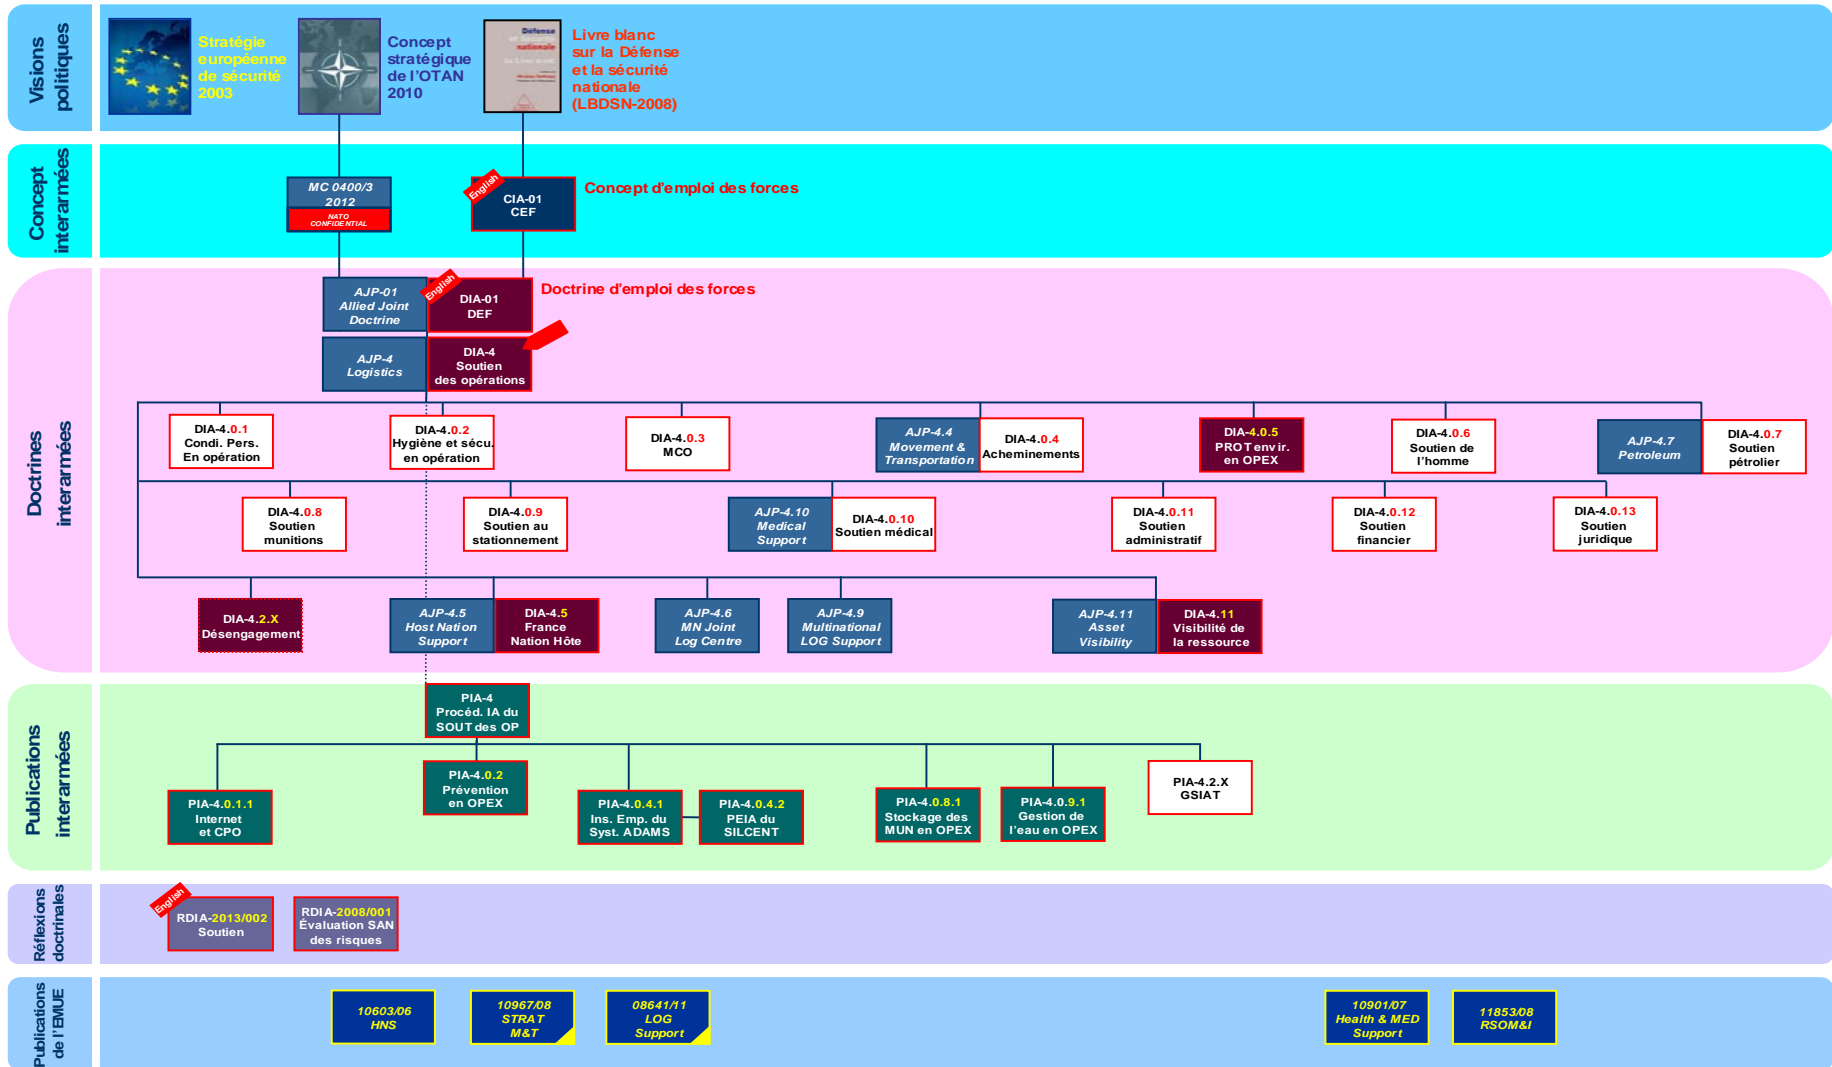 Visions
politiques
Stratégie
européenne
de sécurité
2003
Concept
stratégique
de l'OTAN
2010
Défense
et Sécurité
nationale
Livre blanc
sur la Défense
et la sécurité
nationale
(LBDSN-2008)
Concept
interarmées
MC 0400/3
2012
NATO
CONFIDENTIAL
English
CIA-01
CEF
Concept d'emploi des forces
Doctrines
interarmées
AJP-01
Allied Joint
Doctrine
English
DIA-01
DEF
Doctrine d'emploi des forces
AJP-4
Logistics
DIA-4
Soutien
des opérations
DIA-4.0.1
Condi. Pers.
En opération
DIA-4.0.2
Hygiène et sécu.
en opération
DIA-4.0.3
MCO
AJP-4.4
Movement &
Transportation
DIA-4.0.4
Acheminements
DIA-4.0.5
PROT envir.
en OPEX
DIA-4.0.6
Soutien de
l'homme
AJP-4.7
Petroleum
DIA-4.0.7
Soutien
pétrolier
DIA-4.0.8
Soutien
munitions
DIA-4.0.9
Soutien au
stationnement
AJP-4.10
Medical
Support
DIA-4.0.10
Soutien médical
DIA-4.0.11
Soutien
administratif
DIA-4.0.12
Soutien
financier
DIA-4.0.13
Soutien
juridique
DIA-4.2.X
Désengagement
AJP-4.5
Host Nation
Support
DIA-4.5
France
Nation Hôte
AJP-4.6
MN Joint
Log Centre
AJP-4.9
Multinational
LOG Support
AJP-4.11
Asset
Visibility
DIA-4.11
Visibilité de
la ressource
Publications
interarmées
PIA-4
Procéd. IA du
SOUT des OP
PIA-4.0.1.1
Internet
et CPO
PIA-4.0.2
Prévention
en OPEX
PIA-4.0.4.1
Ins. Emp. du
Syst. ADAMS
PIA-4.0.4.2
PEIA du
SILCENT
PIA-4.0.8.1
Stockage des
MUN en OPEX
PIA-4.0.9.1
Gestion de
l'eau en OPEX
PIA-4.2.X
GSIAT
Réflexions
doctrinales
English
RDIA-2013/002
Soutien
RDIA-2008/001
Évaluation SAN
des risques
Publications
de l'EMUE
10603/06
HNS
10967/08
STRAT
M&T
08641/11
LOG
Support
10901/07
Health & MED
Support
11853/08
RSOM&I